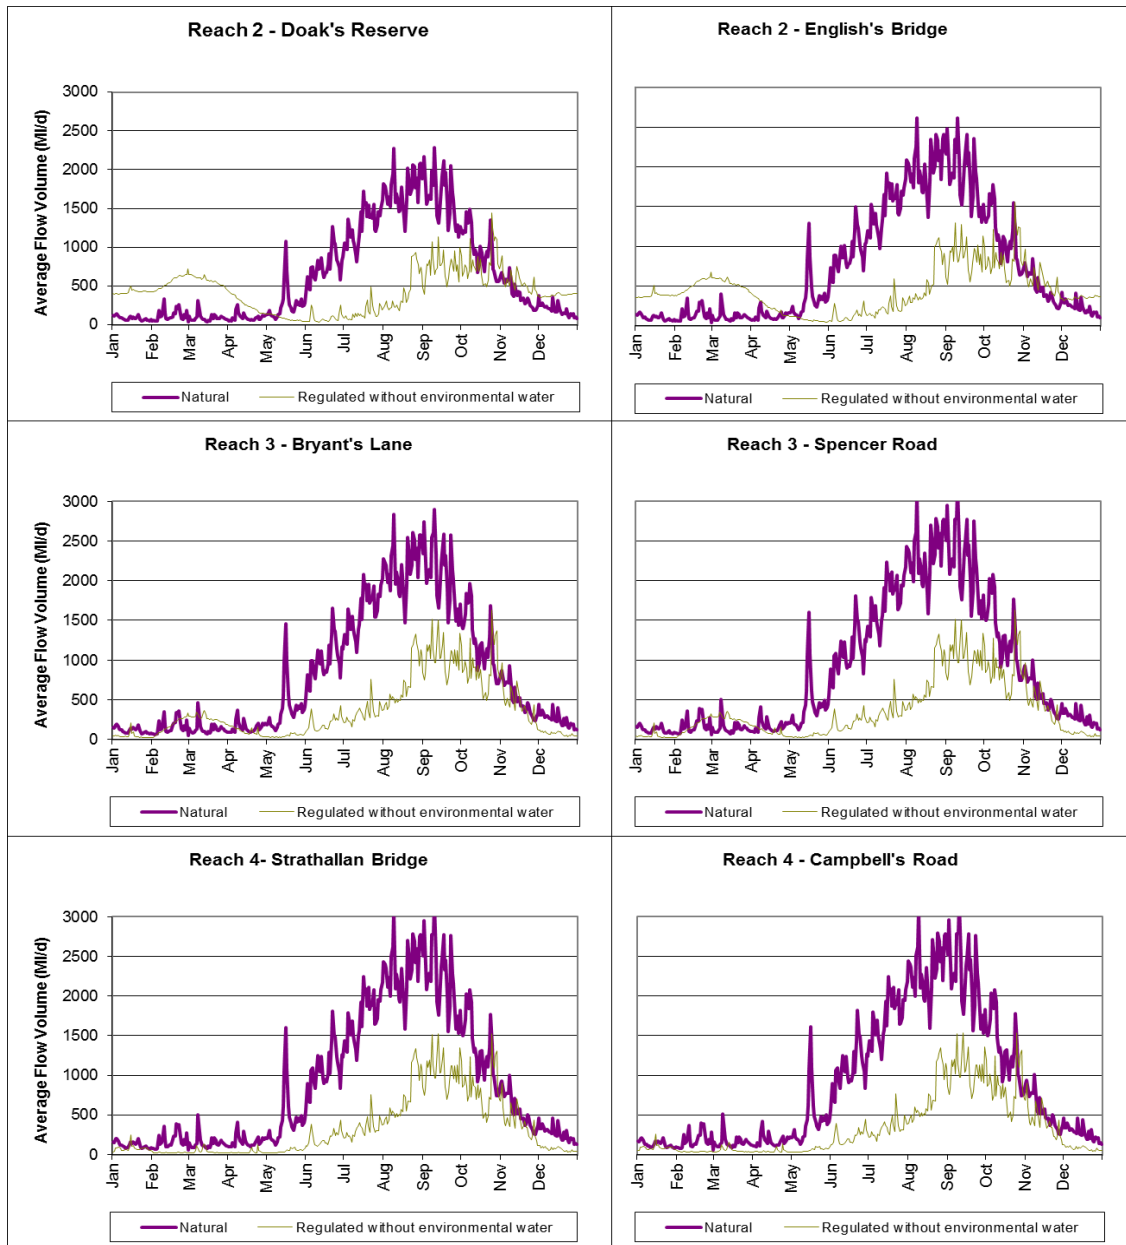 Reach 2 - Doak's Reserve
Average Flow Volume (Ml/d)
3000
2500
2000
1500
1000
500
0
Jan Feb Mar Apr May Jun Jul Aug Sep Oct Nov Dec
Natural Regulated without environmental water
Reach 2 - English's Bridge
Jan Feb Mar Apr May Jun Jul Aug Sep Oct Nov Dec
Natural Regulated without environmental water
Reach 3 - Bryant's Lane
Average Flow Volume (Ml/d)
3000
2500
2000
1500
1000
500
0
Jan Feb Mar Apr May Jun Jul Aug Sep Oct Nov Dec
Natural Regulated without environmental water
Reach 3 - Spencer Road
Jan Feb Mar Apr May Jun Jul Aug Sep Oct Nov Dec
Natural Regulated without environmental water
Reach 4- Strathallan Bridge
Average Flow Volume (Ml/d)
3000
2500
2000
1500
1000
500
0
Jan Feb Mar Apr May Jun Jul Aug Sep Oct Nov Dec
Natural Regulated without environmental water
Reach 4 - Campbell's Road
Jan Feb Mar Apr May Jun Jul Aug Sep Oct Nov Dec
Natural Regulated without environmental water